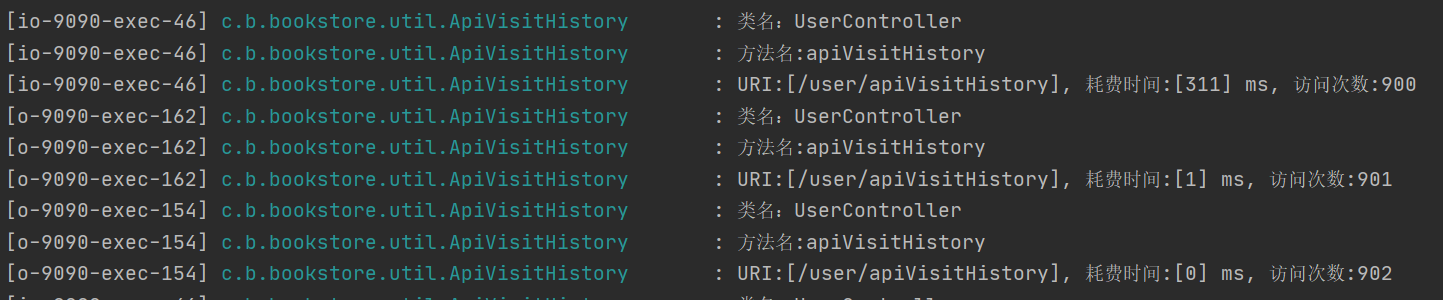 [io-9090-exec-46] c.b.bookstore.util.ApiVisitHistory : 类名：UserController
[io-9090-exec-46] c.b.bookstore.util.ApiVisitHistory : 方法名:apiVisitHistory
[io-9090-exec-46] c.b.bookstore.util.ApiVisitHistory : URI:[/user/apiVisitHistory], 耗费时间:[311] ms, 访问次数:900
[o-9090-exec-162] c.b.bookstore.util.ApiVisitHistory : 类名：UserController
[o-9090-exec-162] c.b.bookstore.util.ApiVisitHistory : 方法名:apiVisitHistory
[o-9090-exec-162] c.b.bookstore.util.ApiVisitHistory : URI:[/user/apiVisitHistory], 耗费时间:[1] ms, 访问次数:901
[o-9090-exec-154] c.b.bookstore.util.ApiVisitHistory : 类名：UserController
[o-9090-exec-154] c.b.bookstore.util.ApiVisitHistory : 方法名:apiVisitHistory
[o-9090-exec-154] c.b.bookstore.util.ApiVisitHistory : URI:[/user/apiVisitHistory], 耗费时间:[0] ms, 访问次数:902